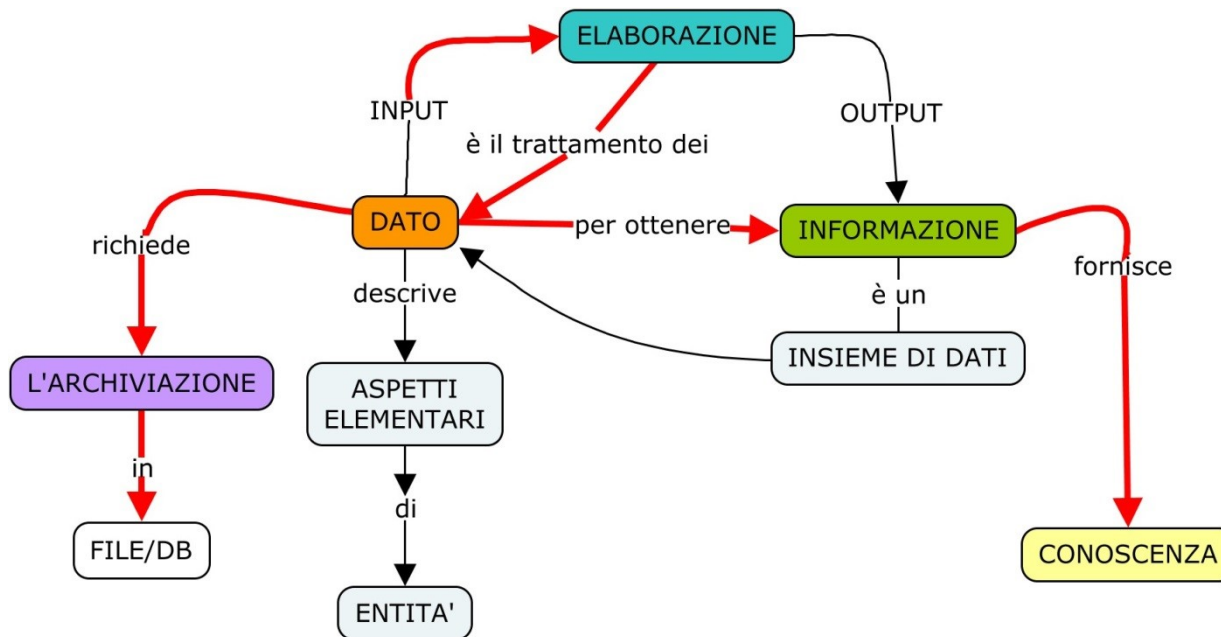 ELABORAZIONE
INPUT
OUTPUT
è il trattamento dei
DATO
per ottenere
INFORMAZIONE
richiede
descrive
è un
fornisce
L'ARCHIVIAZIONE
ASPETTI
ELEMENTARI
INSIEME DI DATI
in
di
FILE/DB
CONOSCENZA
ENTITA'